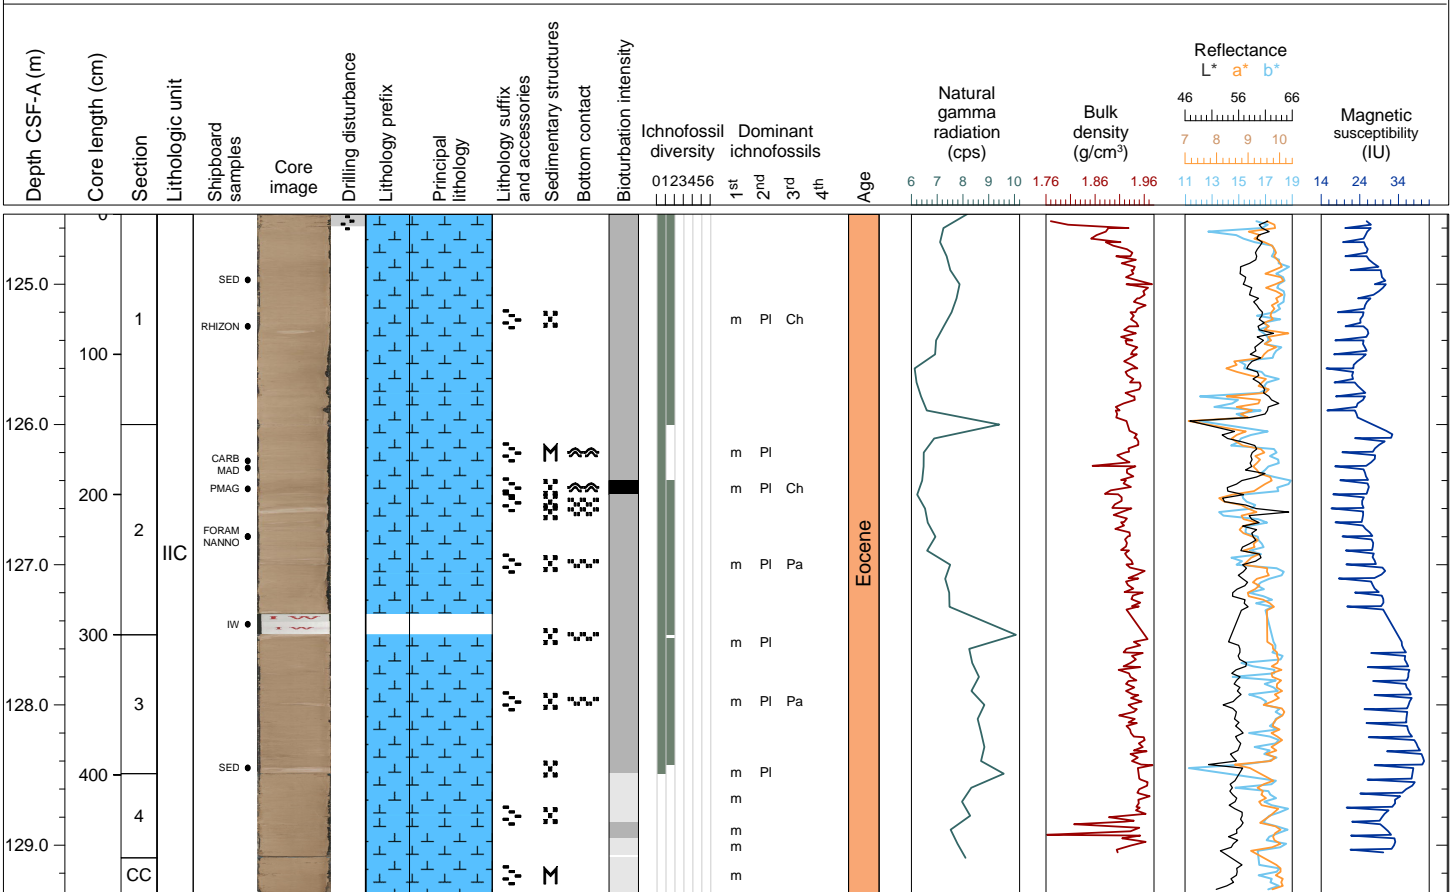 Depth CSF-A (m)
Core length (cm)
Section
Lithologic unit
Shipboard
samples
Core
image
Drilling disturbance
Lithology prefix
Principal
lithology
Lithology suffix
and accessories
Sedimentary structures
Bottom contact
Bioturbation intensity
Ichnofossil
diversity
0123456
Dominant
ichnofossils
1st 2nd 3rd 4th
Age
Natural
gamma
radiation
(cps)
6 7 8 9 10
Bulk
density
(g/cm³)
1.76 1.86 1.96
Reflectance
L* a* b*
46 56 66
7 8 9 10
11 13 15 17 19
Magnetic
susceptibility
(IU)
14 24 34
0
SED
125.0
1
RHIZON
m Pl Ch
100
126.0
CARB
M
m Pl
MAD
200
PMAG
m Pl Ch
2
FORAM
NANNO
IIC
Eocene
127.0
m Pl Pa
IW
I W
I W
300
m Pl
128.0
3
m Pl Pa
SED
400
m Pl
m
4
m
129.0
m
CC
M
m